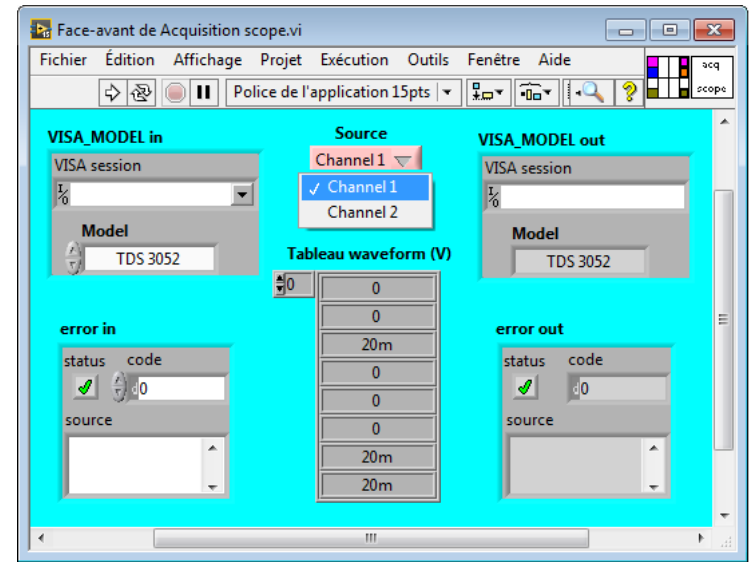 Face-avant de Acquisition scope.vi
Fichier Édition Affichage Projet Exécution Outils Fenêtre Aide
acq
scope
Police de l'application 15pts
VISA_MODEL in
VISA session
Model
TDS 3052
Source
Channel 1
Channel 1
Channel 2
VISA_MODEL out
VISA session
Model
TDS 3052
Tableau waveform (V)
0
0
0
20m
0
0
0
20m
20m
error in
status code
d0
source
error out
status code
d0
source